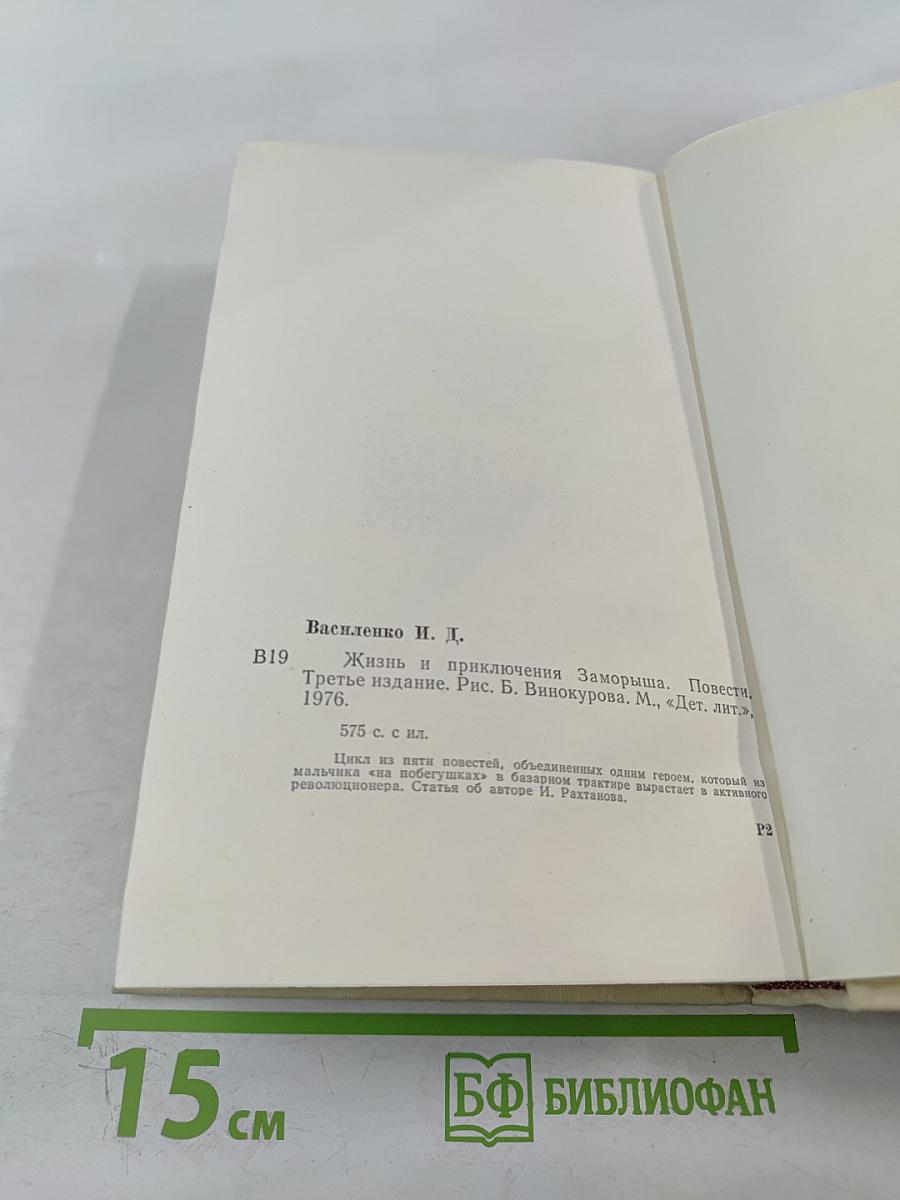 Василенко И. Д.
В19 Жизнь и приключения Заморыша. Повести.
Третье издание. Рис. Б. Винокурова. М., «Дет. лит.»,
1976.
575 с. с ил.
Цикл из пяти повестей, объединенных одним героем, который из
мальчика «на побегушках» в базарном трактире вырастает в активного
революционера. Статья об авторе И. Рахтанова.
Р2
15 см
БФ БИБЛИОФАН